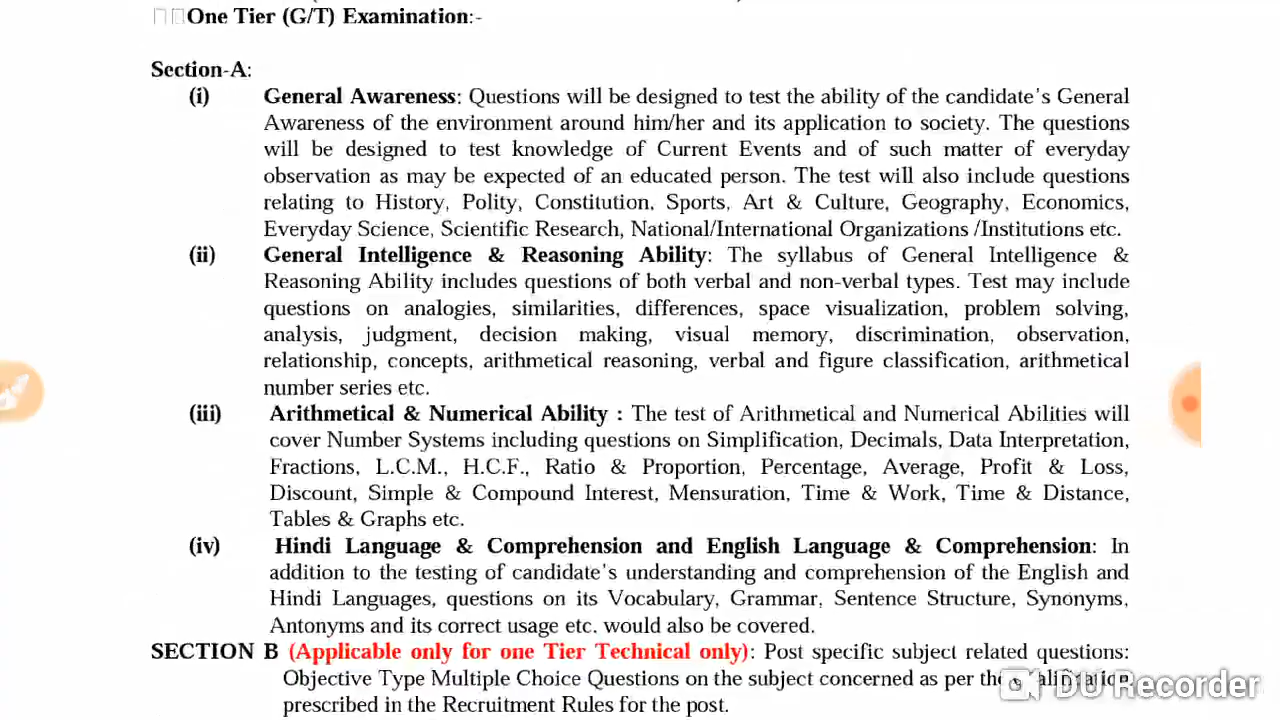 One Tier (G/T) Examination:-
Section-A:
(i) General Awareness: Questions will be designed to test the ability of the candidate's General
Awareness of the environment around him/her and its application to society. The questions
will be designed to test knowledge of Current Events and of such matter of everyday
observation as may be expected of an educated person. The test will also include questions
relating to History, Polity, Constitution, Sports, Art & Culture, Geography, Economics,
Everyday Science, Scientific Research, National/International Organizations /Institutions etc.
(ii) General Intelligence & Reasoning Ability: The syllabus of General Intelligence &
Reasoning Ability includes questions of both verbal and non-verbal types. Test may include
questions on analogies, similarities, differences, space visualization, problem solving,
analysis, judgment, decision making, visual memory, discrimination, observation,
relationship, concepts, arithmetical reasoning, verbal and figure classification, arithmetical
number series etc.
(iii) Arithmetical & Numerical Ability : The test of Arithmetical and Numerical Abilities will
cover Number Systems including questions on Simplification, Decimals, Data Interpretation,
Fractions, L.C.M., H.C.F., Ratio & Proportion, Percentage, Average, Profit & Loss,
Discount, Simple & Compound Interest, Mensuration, Time & Work, Time & Distance,
Tables & Graphs etc.
(iv) Hindi Language & Comprehension and English Language & Comprehension: In
addition to the testing of candidate's understanding and comprehension of the English and
Hindi Languages, questions on its Vocabulary, Grammar, Sentence Structure, Synonyms,
Antonyms and its correct usage etc. would also be covered.
SECTION B (Applicable only for one Tier Technical only): Post specific subject related questions:
Objective Type Multiple Choice Questions on the subject concerned as per the qualification
prescribed in the Recruitment Rules for the post.
DU Recorder